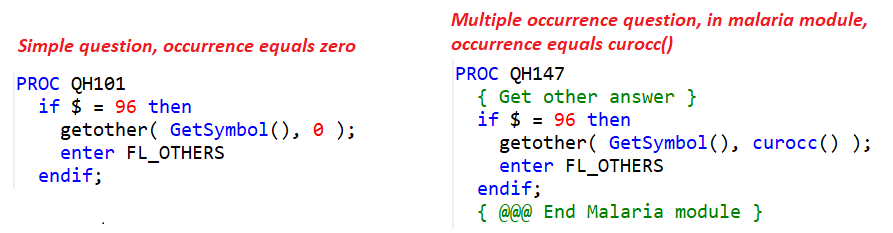 Simple question, occurrence equals zero
PROC QH101
if $ = 96 then
getother( GetSymbol(), 0 );
enter FL_OTHERS
endif;
Multiple occurrence question, in malaria module,
occurrence equals curocc()
PROC QH147
{ Get other answer }
if $ = 96 then
getother( GetSymbol(), curocc() );
enter FL_OTHERS
endif;
{ @@@ End Malaria module }